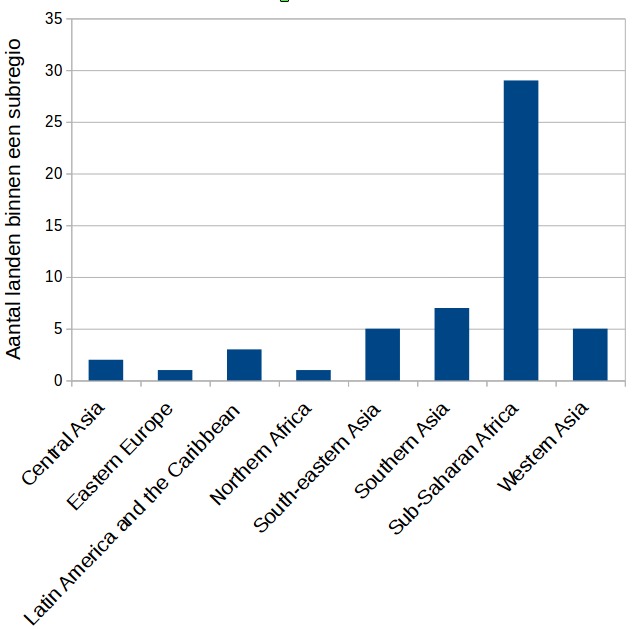 Aantal landen binnen een subregio
35
30
25
20
15
10
5
0
Central Asia
Eastern Europe
Latin America and the Caribbean
Northern Africa
South-eastern Asia
Southern Asia
Sub-Saharan Africa
Western Asia